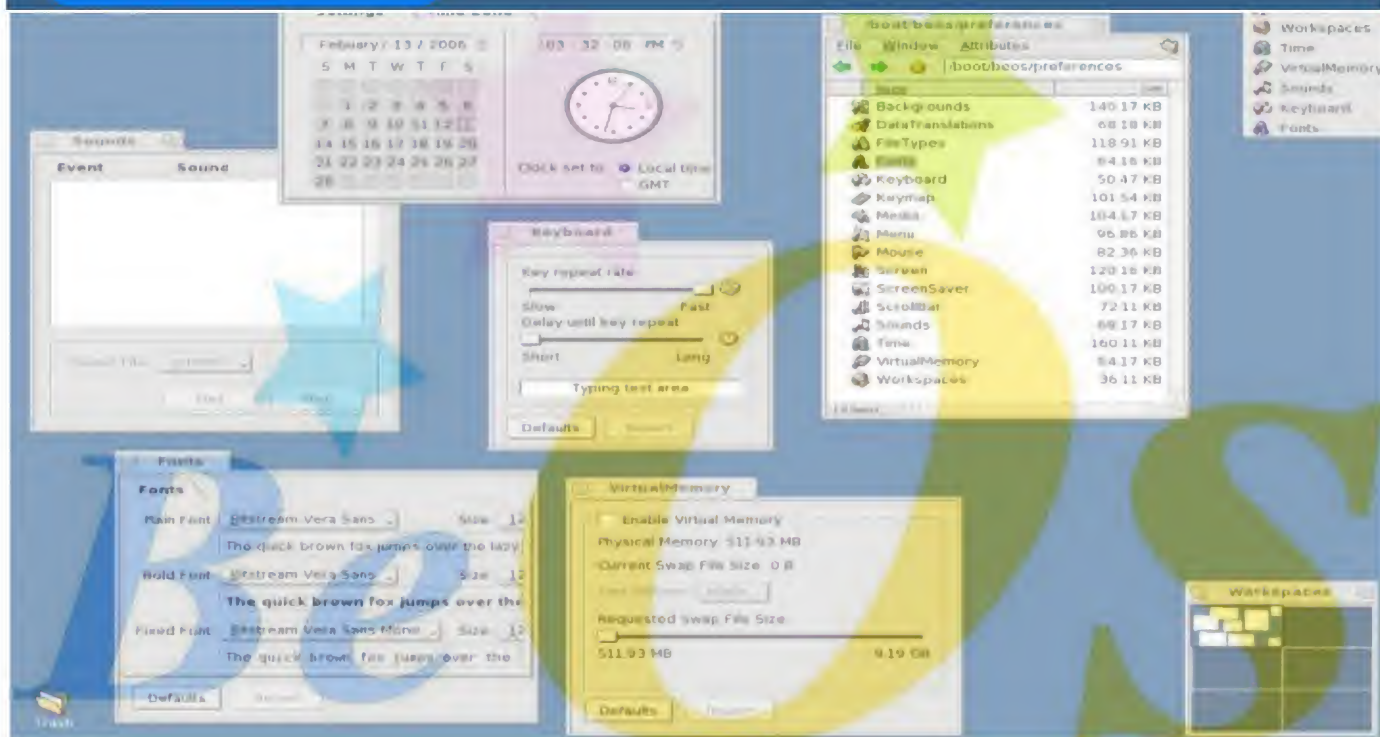 /boot/beos/preferences
File Window Attributes
/boot/beos/preferences
Backgrounds 140.17 KB
DataTranslations 68.18 KB
FileTypes 118.91 KB
Fonts 64.16 KB
Keyboard 50.47 KB
Keymap 101.54 KB
Media 104.17 KB
Menu 96.86 KB
Mouse 82.36 KB
Screen 120.16 KB
ScreenSaver 100.17 KB
ScrollBar 72.11 KB
Sounds 68.17 KB
Time 160.11 KB
VirtualMemory 84.17 KB
Workspaces 36.11 KB
Workspaces
Time
VirtualMemory
Sounds
Keyboard
Fonts
Febuary / 13 / 2006
03 32 06 PM
S M T W T F S
1 2 3 4 5 6
7 8 9 10 11 12
14 15 16 17 18 19 20
21 22 23 24 25 26 27
28
Clock set to: Local time
GMT
Sounds
Event Sound
Keyboard
Key repeat rate
Slow Fast
Delay until key repeat
Short Long
Typing test area
Defaults
Fonts
Fonts
Main Font Bitstream Vera Sans Size 12
The quick brown fox jumps over the lazy
Bold Font Bitstream Vera Sans Size 12
The quick brown fox jumps over the
Fixed Font Bitstream Vera Sans Mono Size 12
The quick brown fox jumps over the
Defaults
VirtualMemory
Enable Virtual Memory
Physical Memory: 511.93 MB
Current Swap File Size: 0 B
Requested Swap File Size:
511.93 MB 9.19 GB
Defaults
Workspaces
Trash
BeOS